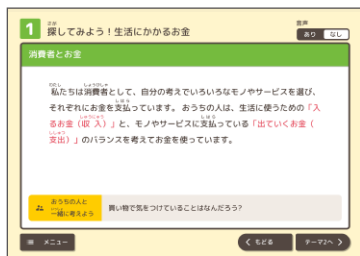 1 探してみよう！生活にかかるお金
音声
あり なし
消費者とお金
私たちは消費者として、自分の考えでいろいろなモノやサービスを選び、
それぞれにお金を支払っています。 おうちの人は、生活に使うための「入
るお金（収 入）」と、モノやサービスに支払っている「出ていくお金（
支出）」のバランスを考えてお金を使っています。
おうちの人と
一緒に考えよう
買い物で気をつけていることはなんだろう？
メニュー
もどる
テーマ2へ